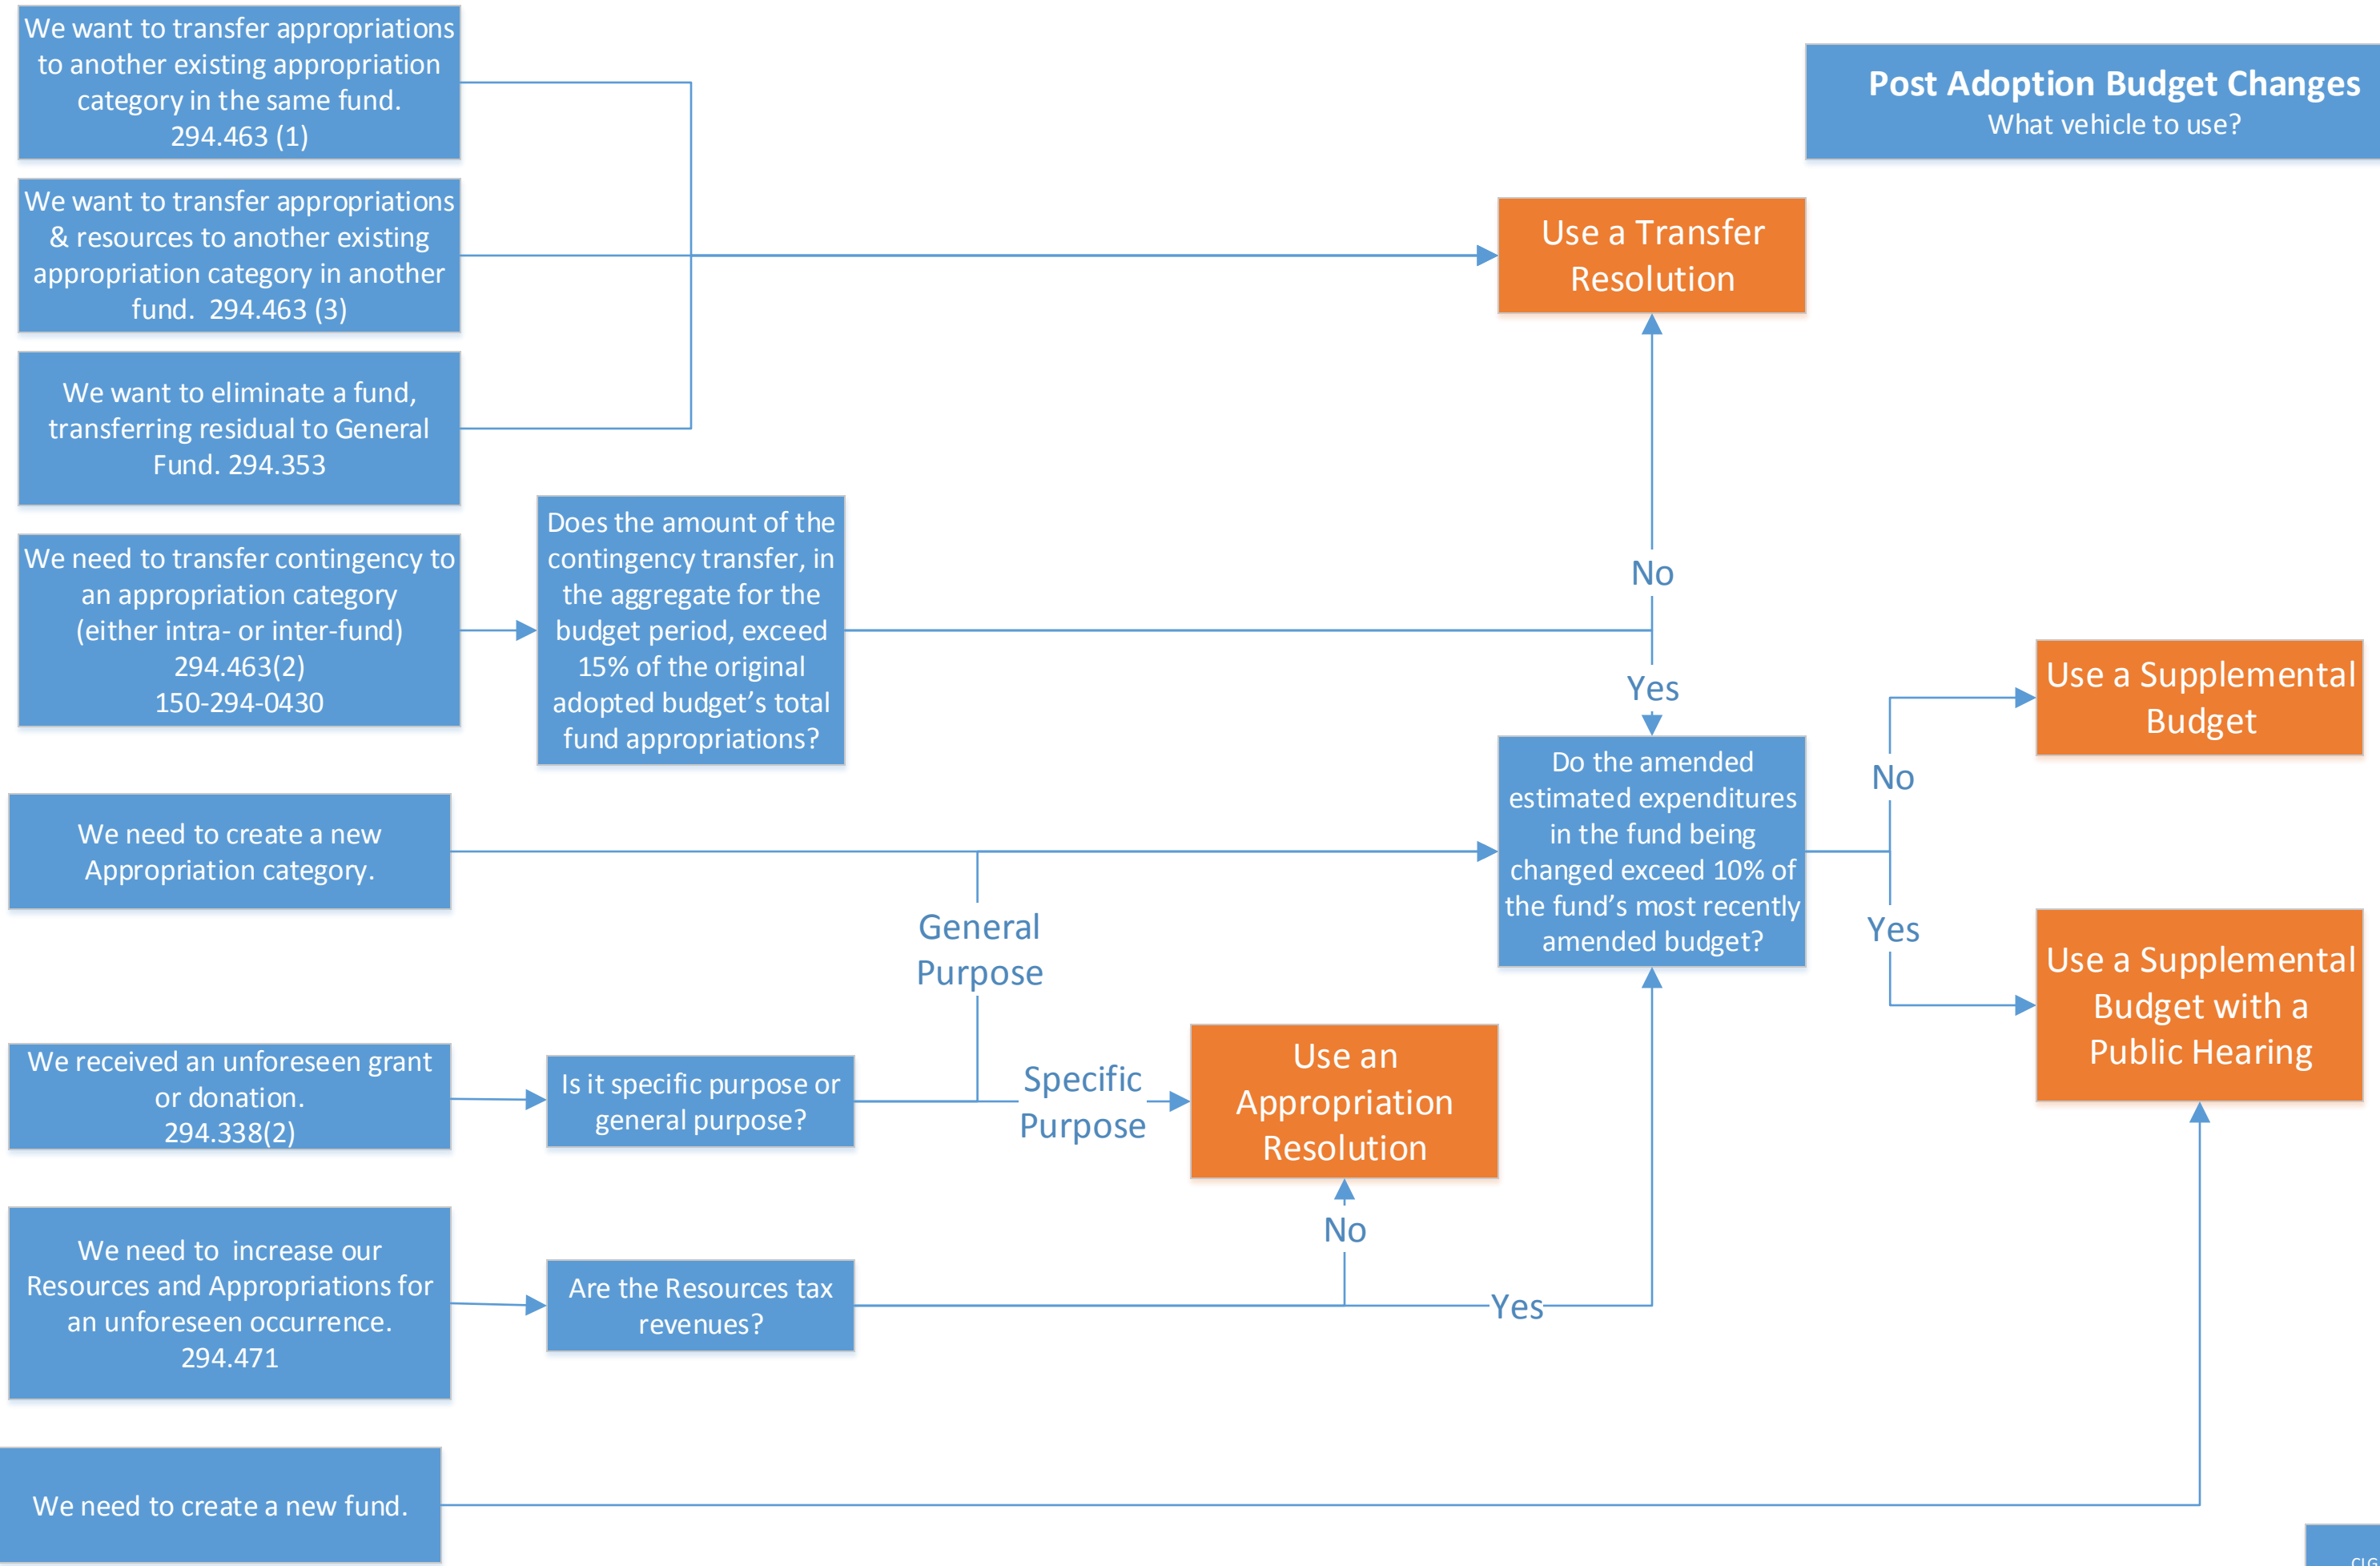 We want to transfer appropriations
to another existing appropriation
category in the same fund.
294.463 (1)
Post Adoption Budget Changes
What vehicle to use?
We want to transfer appropriations
& resources to another existing
appropriation category in another
fund. 294.463 (3)
Use a Transfer
Resolution
We want to eliminate a fund,
transferring residual to General
Fund. 294.353
We need to transfer contingency to
an appropriation category
(either intra- or inter-fund)
294.463(2)
150-294-0430
Does the amount of the
contingency transfer, in
the aggregate for the
budget period, exceed
15% of the original
adopted budget's total
fund appropriations?
No
Yes
Use a Supplemental
Budget
Do the amended
estimated expenditures
in the fund being
changed exceed 10% of
the fund's most recently
amended budget?
No
Yes
We need to create a new
Appropriation category.
General
Purpose
Use a Supplemental
Budget with a
Public Hearing
We received an unforeseen grant
or donation.
294.338(2)
Is it specific purpose or
general purpose?
Specific
Purpose
Use an
Appropriation
Resolution
We need to increase our
Resources and Appropriations for
an unforeseen occurrence.
294.471
Are the Resources tax
revenues?
No
Yes
We need to create a new fund.